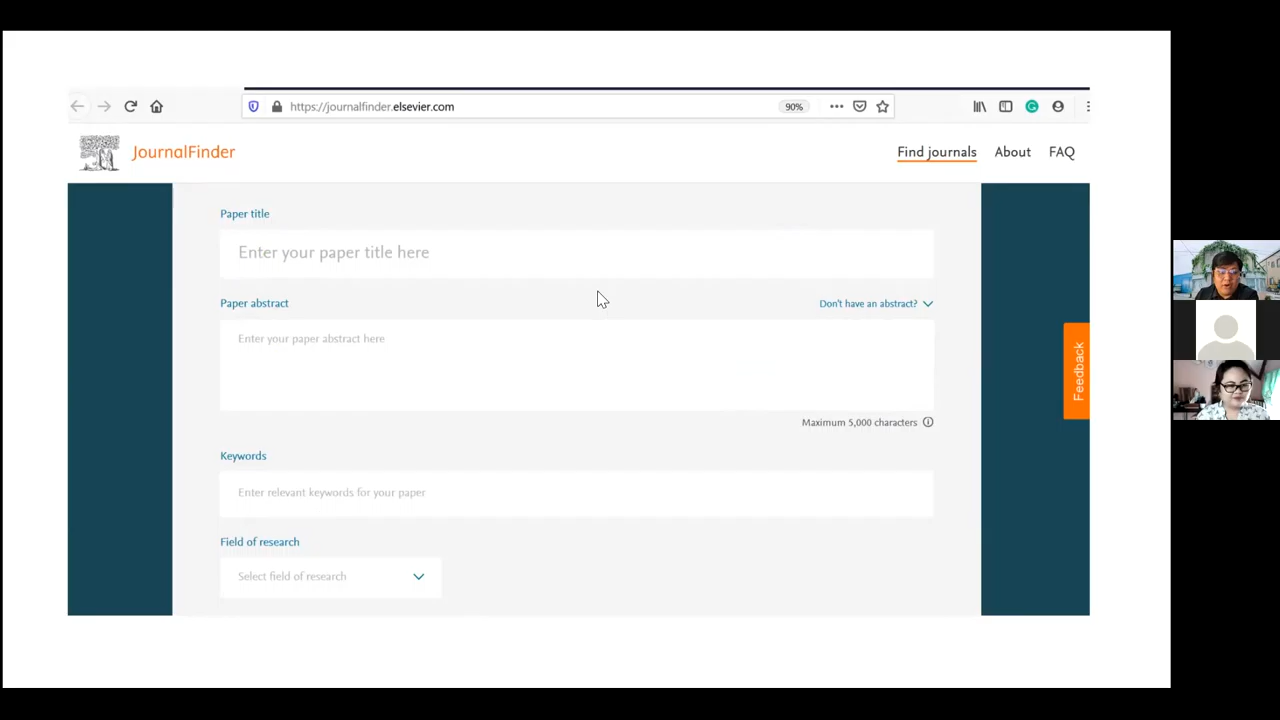 https://journalfinder.elsevier.com
90%
JournalFinder
Find journals
About
FAQ
Paper title
Enter your paper title here
Paper abstract
Don't have an abstract?
Enter your paper abstract here
Maximum 5,000 characters
Feedback
Keywords
Enter relevant keywords for your paper
Field of research
Select field of research